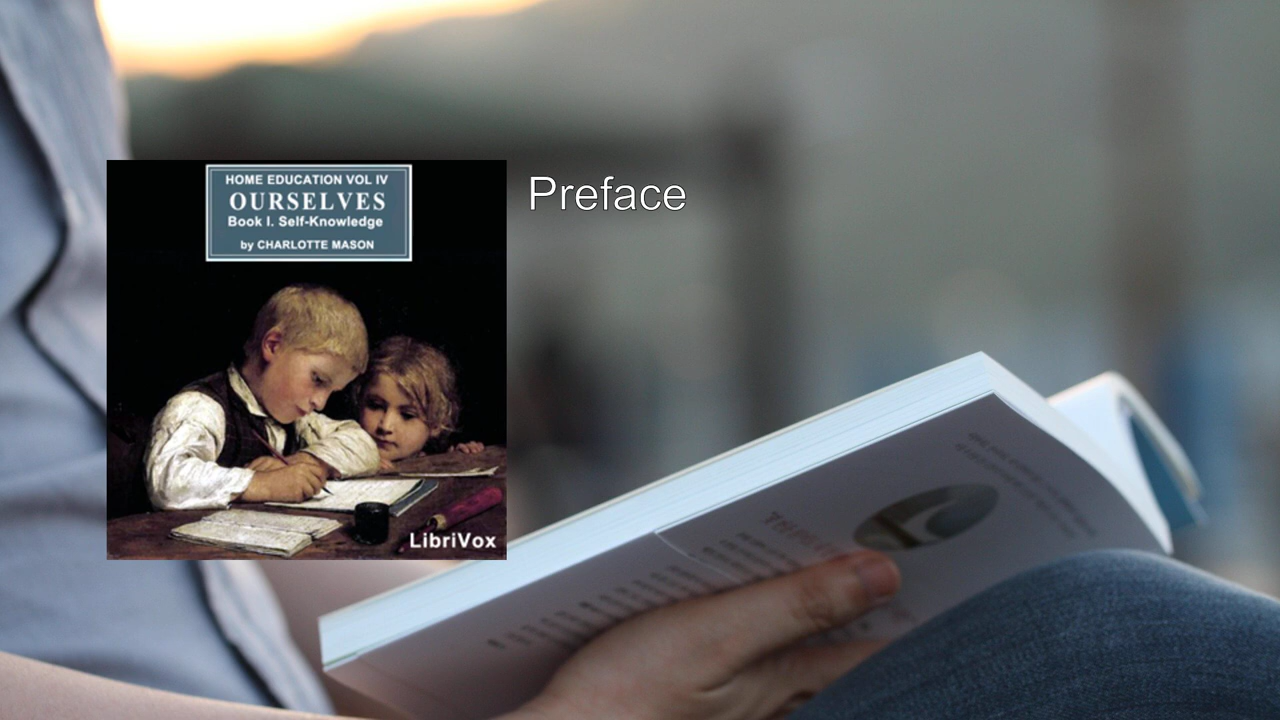 HOME EDUCATION VOL IV
OURSELVES
Book I. Self-Knowledge
by CHARLOTTE MASON
LibriVox
Preface